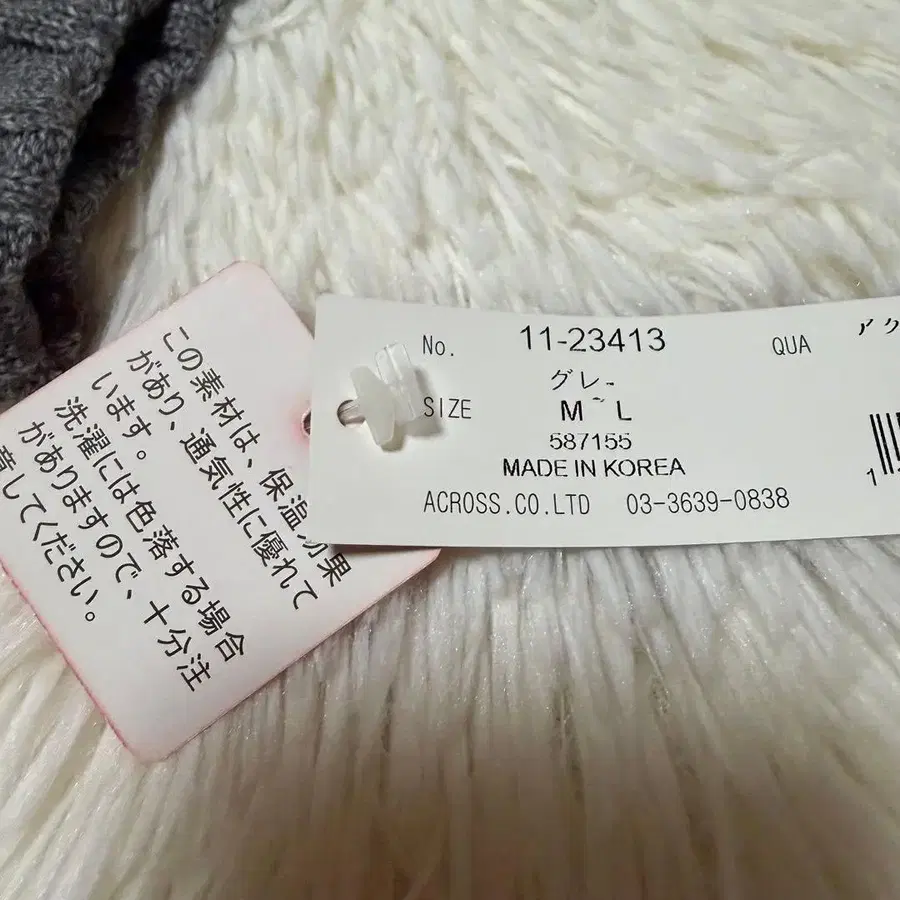 この素材は、保温効果
があり、通気性に優れて
います。
洗濯には色落する場合
がありますので、十分注
意してください。
No. 11-23413 QUA アク
グレー
SIZE M~L
587155
MADE IN KOREA
ACROSS.CO.LTD 03-3639-0838
1